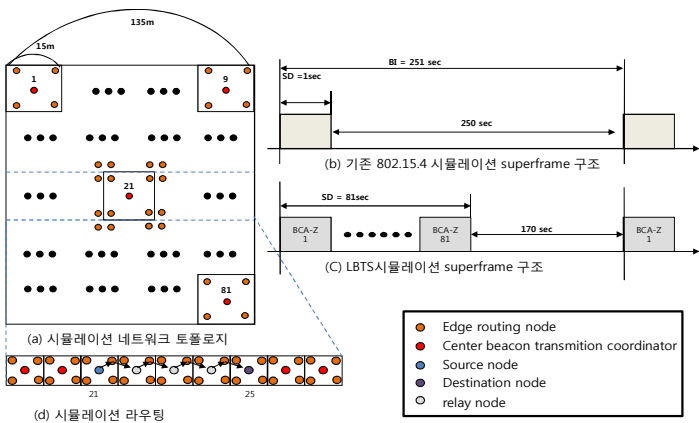 135m
15m
1
9
21
81
(a) 시뮬레이션 네트워크 토폴로지
BI = 251 sec
SD =1sec
250 sec
(b) 기존 802.15.4 시뮬레이션 superframe 구조
SD = 81sec
BCA-Z
1
BCA-Z
81
170 sec
BCA-Z
1
(C) LBTS시뮬레이션 superframe 구조
Edge routing node
Center beacon transmition coordinator
Source node
Destination node
relay node
21
25
(d) 시뮬레이션 라우팅